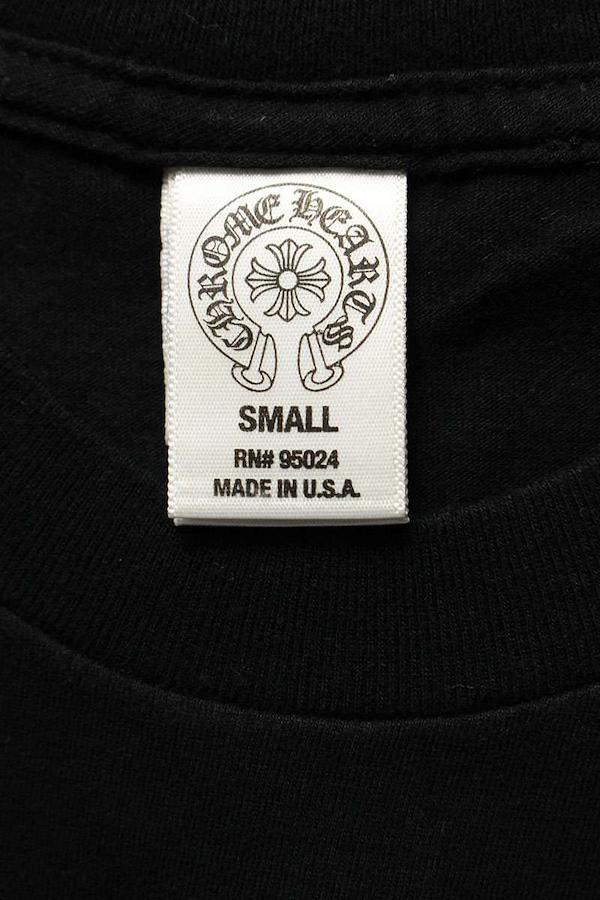 CHROME HEARTS
SMALL
RN# 95024
MADE IN U.S.A.